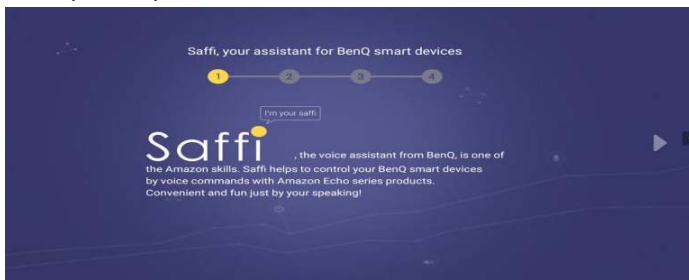 Saffi, your assistant for BenQ smart devices
1 2 3 4
I'm your saffi
Saffi , the voice assistant from BenQ, is one of
the Amazon skills. Saffi helps to control your BenQ smart devices
by voice commands with Amazon Echo series products.
Convenient and fun just by your speaking!